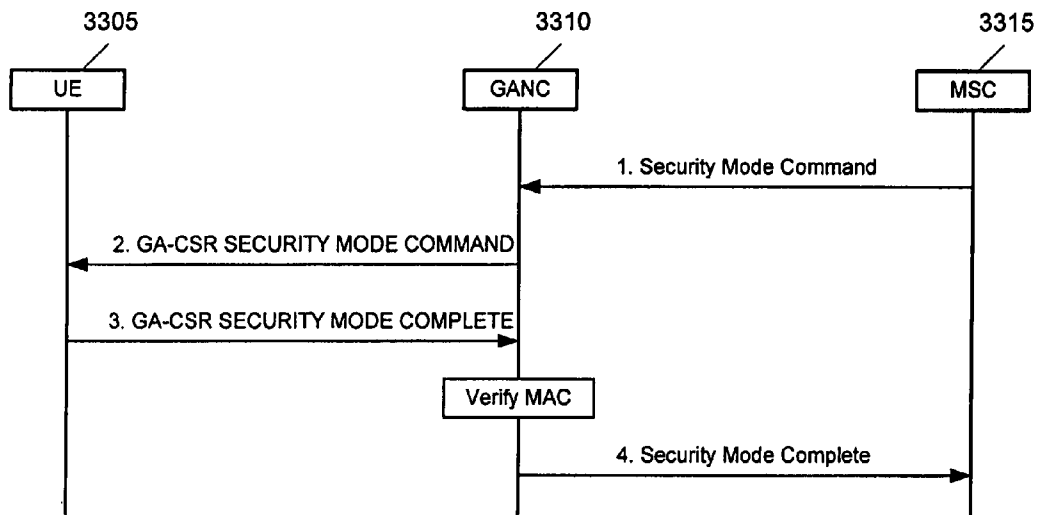 3305
3310
3315
UE
GANC
MSC
1. Security Mode Command
2. GA-CSR SECURITY MODE COMMAND
3. GA-CSR SECURITY MODE COMPLETE
Verify MAC
4. Security Mode Complete